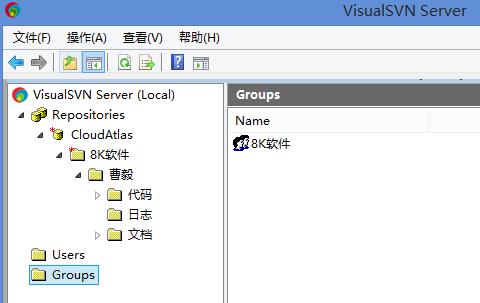 VisualSVN Server
文件(F) 操作(A) 查看(V) 帮助(H)
VisualSVN Server (Local)
Repositories
CloudAtlas
8K软件
曹毅
代码
日志
文档
Users
Groups
Groups
Name
8K软件